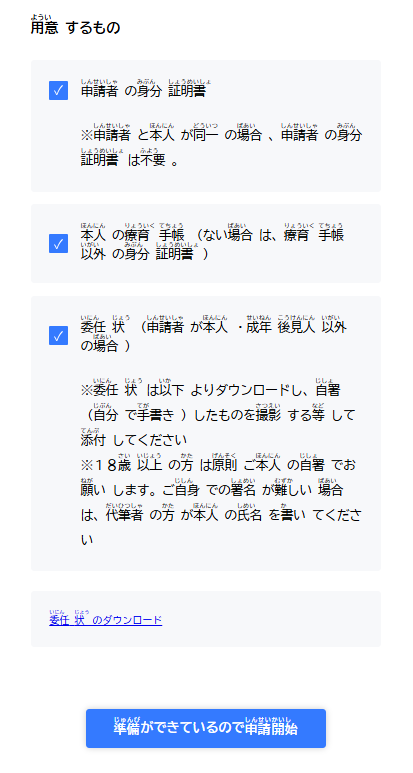 用意 するもの
申請者 の身分 証明書
※申請者 と本人 が同一 の場合 、申請者 の身分
証明書 は不要 。
本人 の療育 手帳 （ない場合 は、療育 手帳
以外 の身分 証明書 ）
委任 状 （申請者 が本人 ・成年 後見人 以外
の場合 ）
※委任 状 は以下 よりダウンロードし、自署
（自分 で手書き ）したものを撮影 する等 して
添付 してください
※１８歳 以上 の方 は原則 ご本人 の自署 でお
願い します。ご自身 での署名 が難しい 場合
は、代筆者 の方 が本人 の氏名 を書い てくださ
い
委任 状 のダウンロード
準備ができているので申請開始